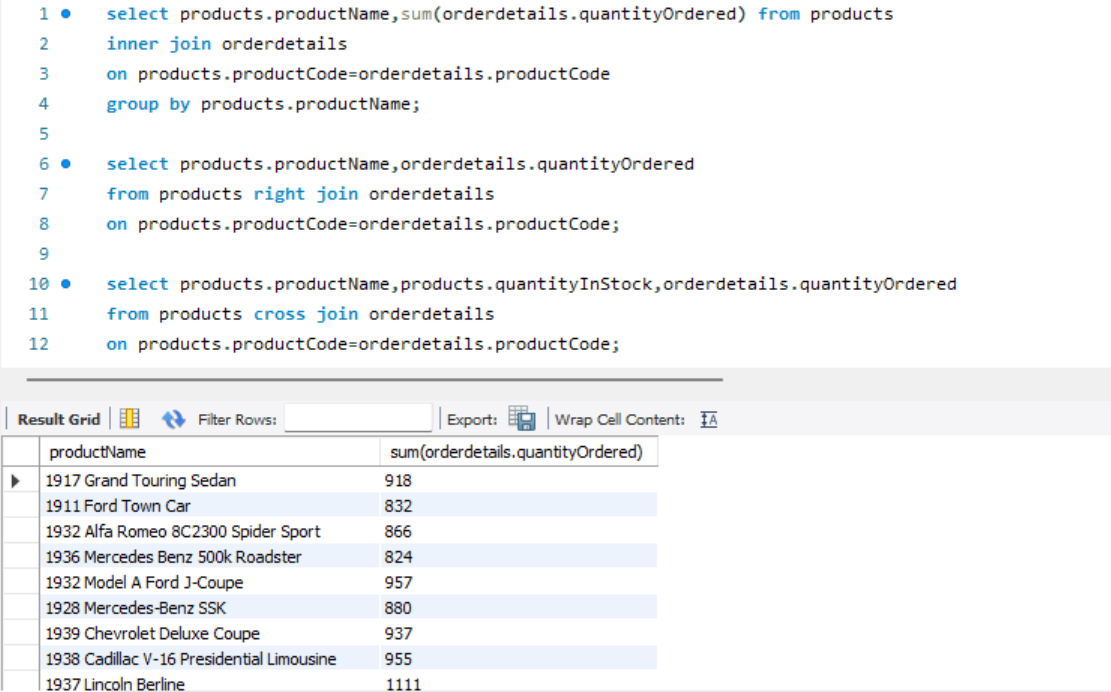 1 select products.productName,sum(orderdetails.quantityOrdered) from products
2 inner join orderdetails
3 on products.productCode=orderdetails.productCode
4 group by products.productName;
5
6 select products.productName,orderdetails.quantityOrdered
7 from products right join orderdetails
8 on products.productCode=orderdetails.productCode;
9
10 select products.productName,products.quantityInStock,orderdetails.quantityOrdered
11 from products cross join orderdetails
12 on products.productCode=orderdetails.productCode;
Result Grid Filter Rows: Export: Wrap Cell Content: IA
productName sum(orderdetails.quantityOrdered)
1917 Grand Touring Sedan 918
1911 Ford Town Car 832
1932 Alfa Romeo 8C2300 Spider Sport 866
1936 Mercedes Benz 500k Roadster 824
1932 Model A Ford J-Coupe 957
1928 Mercedes-Benz SSK 880
1939 Chevrolet Deluxe Coupe 937
1938 Cadillac V-16 Presidential Limousine 955
1937 Lincoln Berline 1111